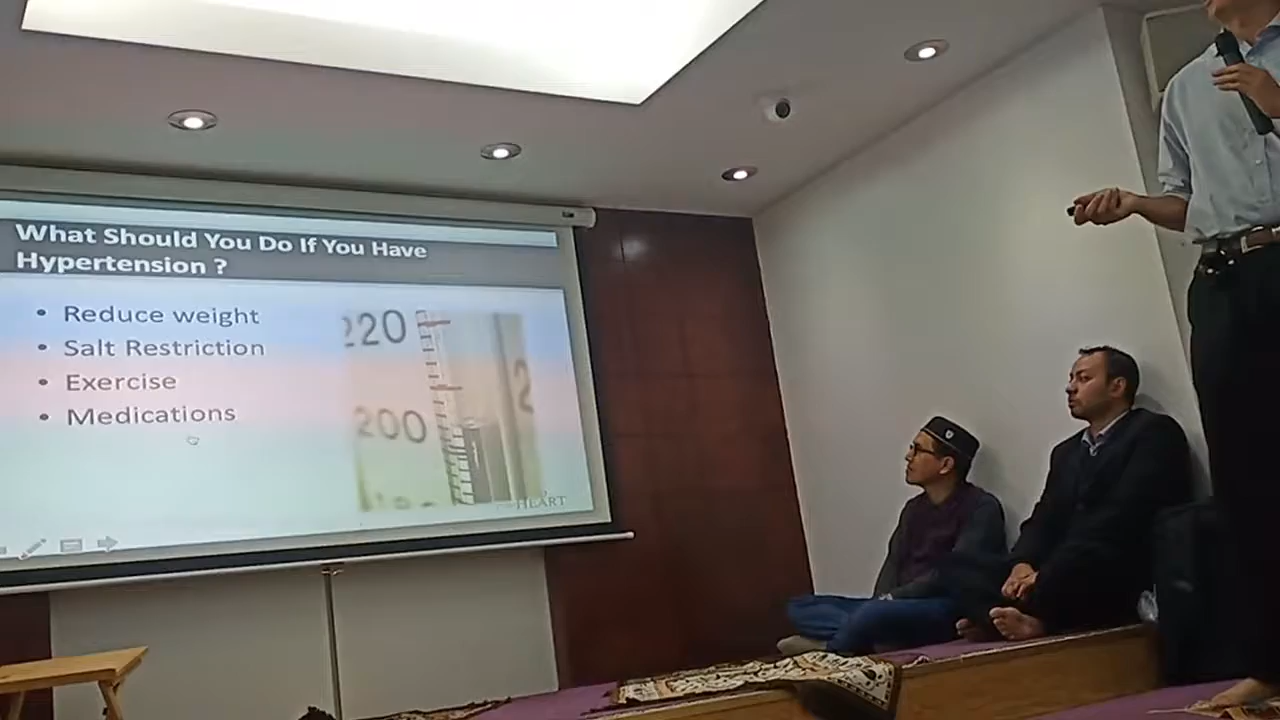 What Should You Do If You Have
Hypertension ?
• Reduce weight
• Salt Restriction
• Exercise
• Medications
220
200
HEART